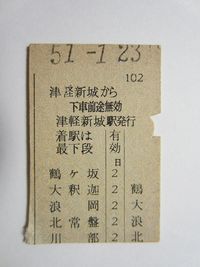 51.-1.23
102
津軽新城から
下車前途無効
津軽新城駅発行
着駅は 有
最下段 効
日
鶴ケ坂 2
大釈迦 2 鶴
浪岡 2 大
北常盤 2 浪
川部 2 北